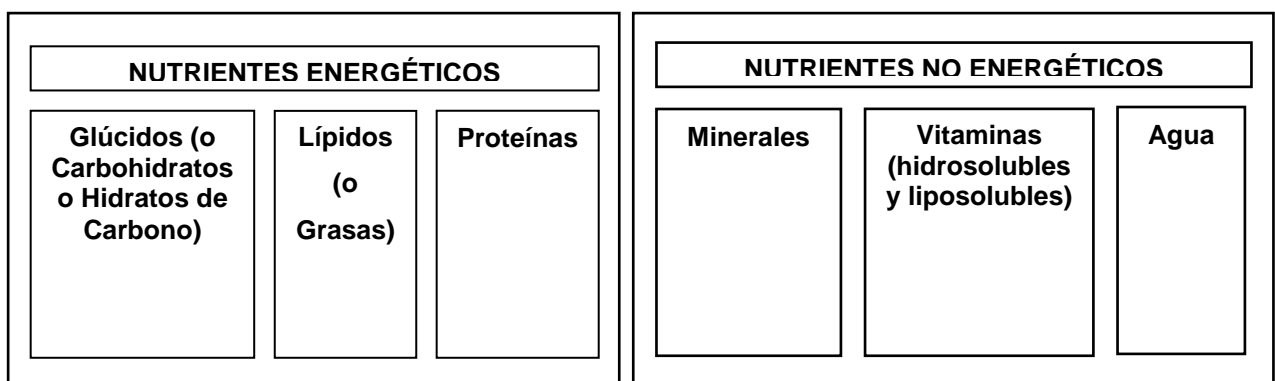 NUTRIENTES ENERGÉTICOS
Glúcidos (o
Carbohidratos
o Hidratos de
Carbono)
Lípidos
(o
Grasas)
Proteínas
NUTRIENTES NO ENERGÉTICOS
Minerales
Vitaminas
(hidrosolubles
y liposolubles)
Agua